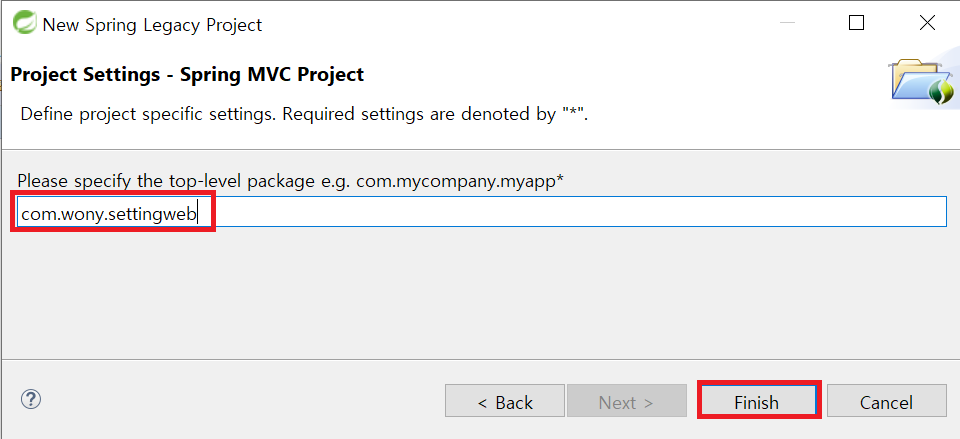 New Spring Legacy Project
Project Settings - Spring MVC Project
Define project specific settings. Required settings are denoted by "*".
Please specify the top-level package e.g. com.mycompany.myapp*
com.wony.settingweb
?
< Back
Next >
Finish
Cancel